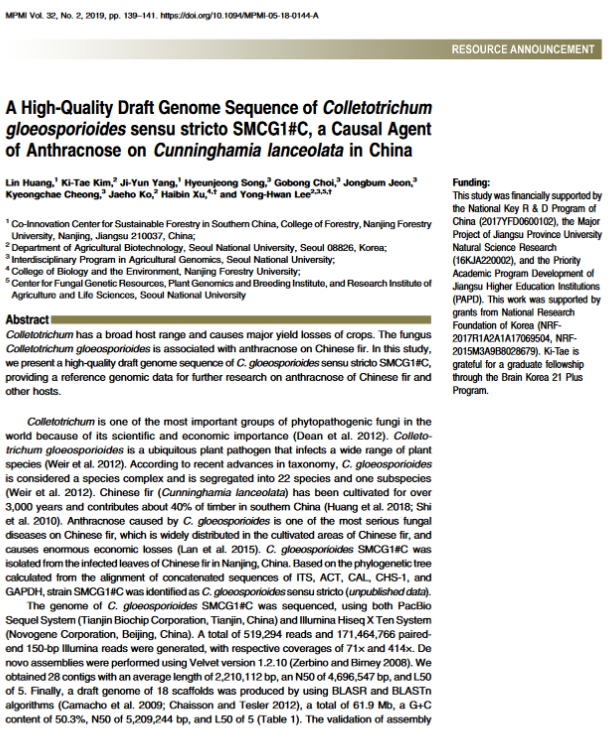 MPMI Vol. 32, No. 2, 2019, pp. 139–141. https://doi.org/10.1094/MPMI-05-18-0144-A
RESOURCE ANNOUNCEMENT
A High-Quality Draft Genome Sequence of Colletotrichum
gloeosporioides sensu stricto SMCG1#C, a Causal Agent
of Anthracnose on Cunninghamia lanceolata in China
Lin Huang,1 Ki-Tae Kim,2 Ji-Yun Yang,1 Hyeunjeong Song,3 Gobong Choi,3 Jongbum Jeon,3
Kyeongchae Cheong,3 Jaeho Ko,2 Haibin Xu,4,† and Yong-Hwan Lee2,3,5,†
1 Co-Innovation Center for Sustainable Forestry in Southern China, College of Forestry, Nanjing Forestry
University, Nanjing, Jiangsu 210037, China;
2 Department of Agricultural Biotechnology, Seoul National University, Seoul 08826, Korea;
3 Interdisciplinary Program in Agricultural Genomics, Seoul National University;
4 College of Biology and the Environment, Nanjing Forestry University;
5 Center for Fungal Genetic Resources, Plant Genomics and Breeding Institute, and Research Institute of
Agriculture and Life Sciences, Seoul National University
Abstract
Colletotrichum has a broad host range and causes major yield losses of crops. The fungus
Colletotrichum gloeosporioides is associated with anthracnose on Chinese fir. In this study,
we present a high-quality draft genome sequence of C. gloeosporioides sensu stricto SMCG1#C,
providing a reference genomic data for further research on anthracnose of Chinese fir and
other hosts.
Colletotrichum is one of the most important groups of phytopathogenic fungi in the
world because of its scientific and economic importance (Dean et al. 2012). Colleto-
trichum gloeosporioides is a ubiquitous plant pathogen that infects a wide range of plant
species (Weir et al. 2012). According to recent advances in taxonomy, C. gloeosporioides
is considered a species complex and is segregated into 22 species and one subspecies
(Weir et al. 2012). Chinese fir (Cunninghamia lanceolata) has been cultivated for over
3,000 years and contributes about 40% of timber in southern China (Huang et al. 2018; Shi
et al. 2010). Anthracnose caused by C. gloeosporioides is one of the most serious fungal
diseases on Chinese fir, which is widely distributed in the cultivated areas of Chinese fir, and
causes enormous economic losses (Lan et al. 2015). C. gloeosporioides SMCG1#C was
isolated from the infected leaves of Chinese fir in Nanjing, China. Based on the phylogenetic tree
calculated from the alignment of concatenated sequences of ITS, ACT, CAL, CHS-1, and
GAPDH, strain SMCG1#C was identified as C. gloeosporioides sensu stricto (unpublished data).
The genome of C. gloeosporioides SMCG1#C was sequenced, using both PacBio
Sequel System (Tianjin Biochip Corporation, Tianjin, China) and Illumina Hiseq X Ten System
(Novogene Corporation, Beijing, China). A total of 519,294 reads and 171,464,766 paired-
end 150-bp Illumina reads were generated, with respective coverages of 71× and 414×. De
novo assemblies were performed using Velvet version 1.2.10 (Zerbino and Birney 2008). We
obtained 28 contigs with an average length of 2,210,112 bp, an N50 of 4,696,547 bp, and L50
of 5. Finally, a draft genome of 18 scaffolds was produced by using BLASR and BLASTn
algorithms (Camacho et al. 2009; Chaisson and Tesler 2012), a total of 61.9 Mb, a G+C
content of 50.3%, N50 of 5,209,244 bp, and L50 of 5 (Table 1). The validation of assembly
Funding:
This study was financially supported by
the National Key R & D Program of
China (2017YFD0600102), the Major
Project of Jiangsu Province University
Natural Science Research
(16KJA220002), and the Priority
Academic Program Development of
Jiangsu Higher Education Institutions
(PAPD). This work was supported by
grants from National Research
Foundation of Korea (NRF-
2017R1A2A1A17069504, NRF-
2015M3A9B8028679). Ki-Tae is
grateful for a graduate fellowship
through the Brain Korea 21 Plus
Program.